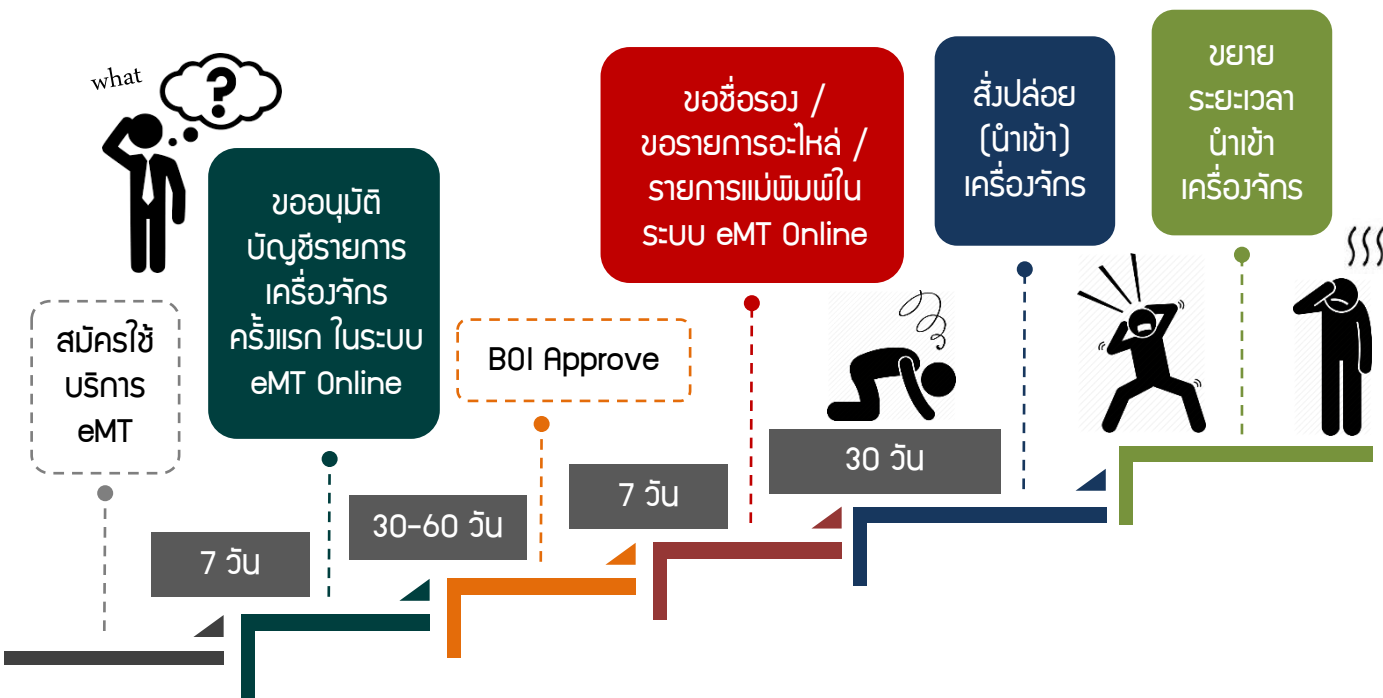 what
?
สมัครใช้
บริการ
eMT
7 วัน
ขออนุมัติ
บัญชีรายการ
เครื่องจักร
ครั้งแรก ในระบบ
eMT Online
30-60 วัน
BOI Approve
7 วัน
ขอชื่อรอง /
ขอรายการอะไหล่ /
รายการแม่พิมพ์ใน
ระบบ eMT Online
30 วัน
สั่งปล่อย
(นำเข้า)
เครื่องจักร
ขยาย
ระยะเวลา
นำเข้า
เครื่องจักร